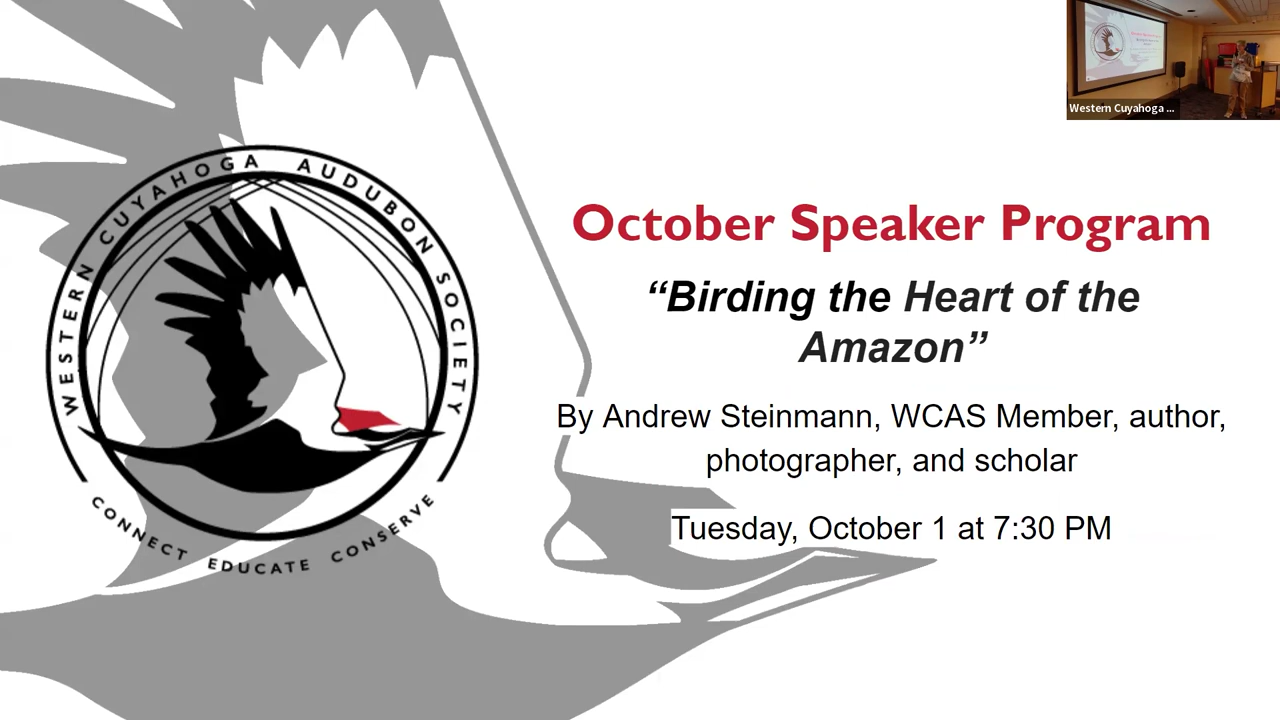 WESTERN CUYAHOGA AUDUBON SOCIETY
CONNECT EDUCATE CONSERVE
October Speaker Program
“Birding the Heart of the
Amazon”
By Andrew Steinmann, WCAS Member, author,
photographer, and scholar
Tuesday, October 1 at 7:30 PM
Western Cuyahoga ...